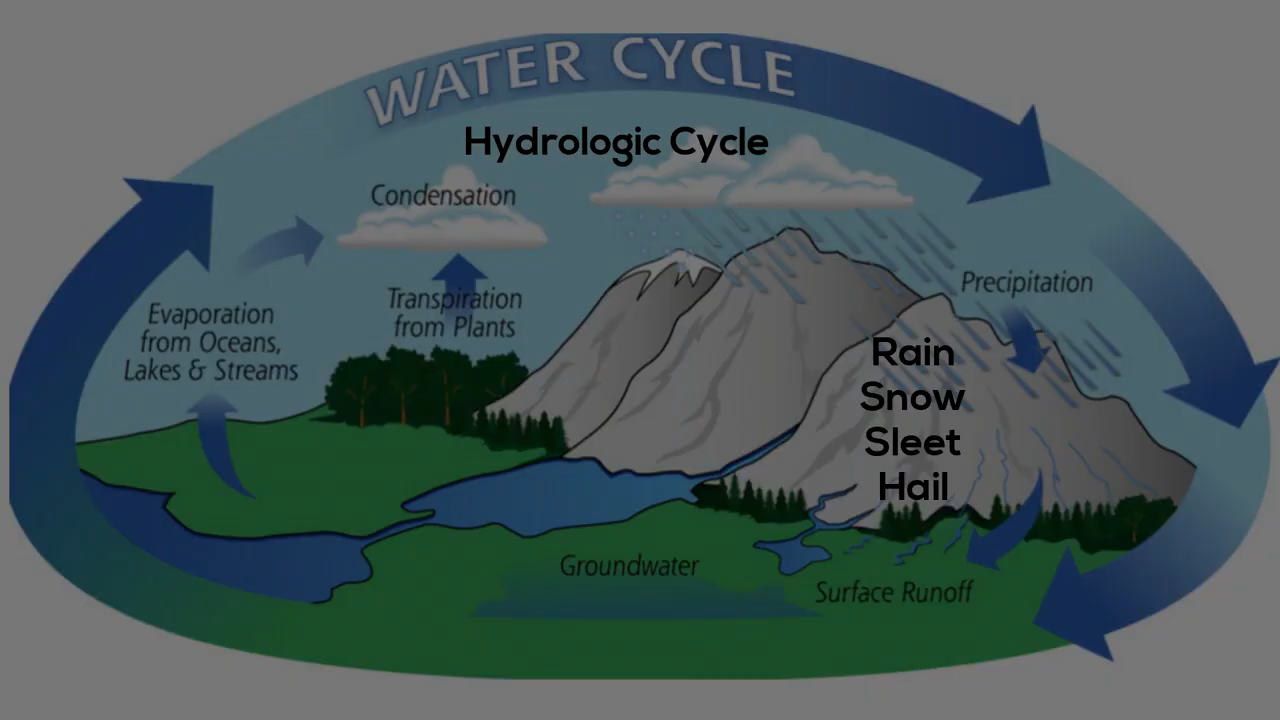 WATER CYCLE
Hydrologic Cycle
Condensation
Precipitation
Transpiration
from Plants
Evaporation
from Oceans,
Lakes & Streams
Rain
Snow
Sleet
Hail
Groundwater
Surface Runoff